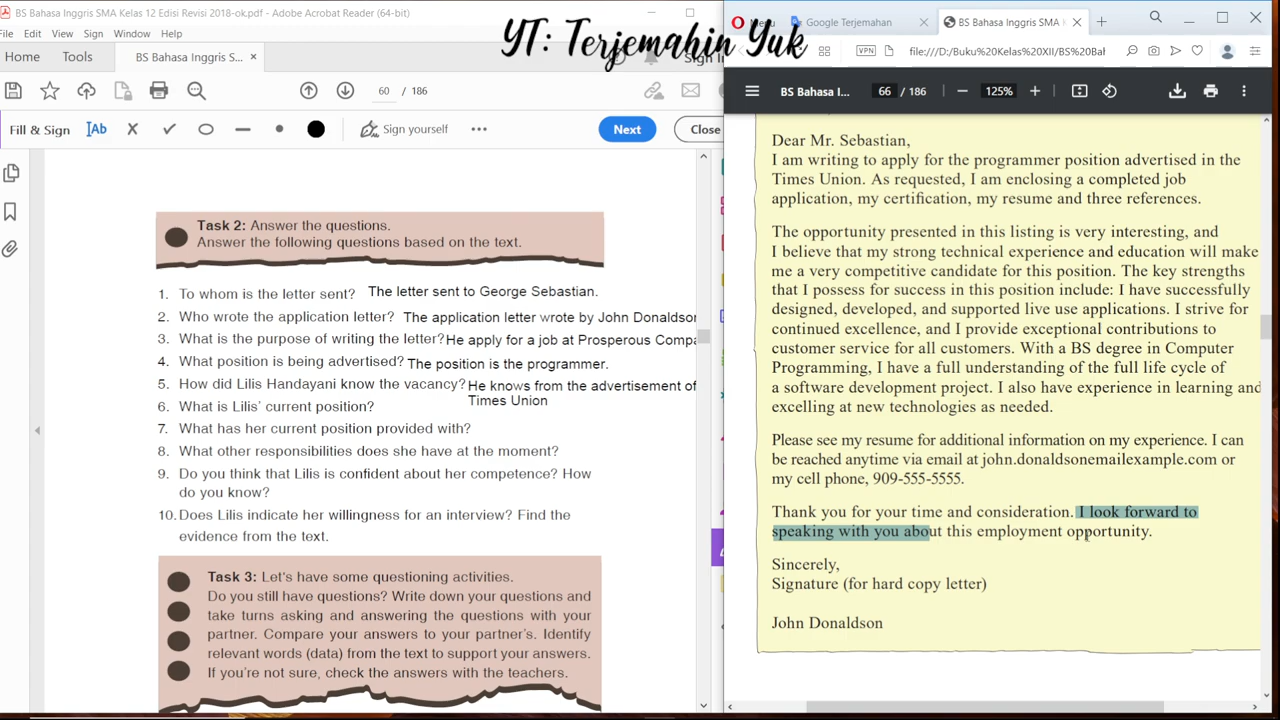 BS Bahasa Inggris SMA Kelas 12 Edisi Revisi 2018-ok.pdf - Adobe Acrobat Reader (64-bit)
File Edit View Sign Window Help
Home Tools BS Bahasa Inggris S...
YT: Terjemahin Yuk
60 / 186
Fill & Sign Ab Sign yourself Next Close
Task 2: Answer the questions.
Answer the following questions based on the text.
1. To whom is the letter sent? The letter sent to George Sebastian.
2. Who wrote the application letter? The application letter wrote by John Donaldson
3. What is the purpose of writing the letter? He apply for a job at Prosperous Compa
4. What position is being advertised? The position is the programmer.
5. How did Lilis Handayani know the vacancy? He knows from the advertisement of
Times Union
6. What is Lilis’ current position?
7. What has her current position provided with?
8. What other responsibilities does she have at the moment?
9. Do you think that Lilis is confident about her competence? How
do you know?
10. Does Lilis indicate her willingness for an interview? Find the
evidence from the text.
Task 3: Let’s have some questioning activities.
Do you still have questions? Write down your questions and
take turns asking and answering the questions with your
partner. Compare your answers to your partner’s. Identify
relevant words (data) from the text to support your answers.
If you’re not sure, check the answers with the teachers.
Google Terjemahan BS Bahasa Inggris SMA K
VPN file:///D:/Buku%20Kelas%20XII/BS%20Bah
BS Bahasa I... 66 / 186 125%
Dear Mr. Sebastian,
I am writing to apply for the programmer position advertised in the
Times Union. As requested, I am enclosing a completed job
application, my certification, my resume and three references.
The opportunity presented in this listing is very interesting, and
I believe that my strong technical experience and education will make
me a very competitive candidate for this position. The key strengths
that I possess for success in this position include: I have successfully
designed, developed, and supported live use applications. I strive for
continued excellence, and I provide exceptional contributions to
customer service for all customers. With a BS degree in Computer
Programming, I have a full understanding of the full life cycle of
a software development project. I also have experience in learning and
excelling at new technologies as needed.
Please see my resume for additional information on my experience. I can
be reached anytime via email at john.donaldsonemailexample.com or
my cell phone, 909-555-5555.
Thank you for your time and consideration. I look forward to
speaking with you about this employment opportunity.
Sincerely,
Signature (for hard copy letter)
John Donaldson